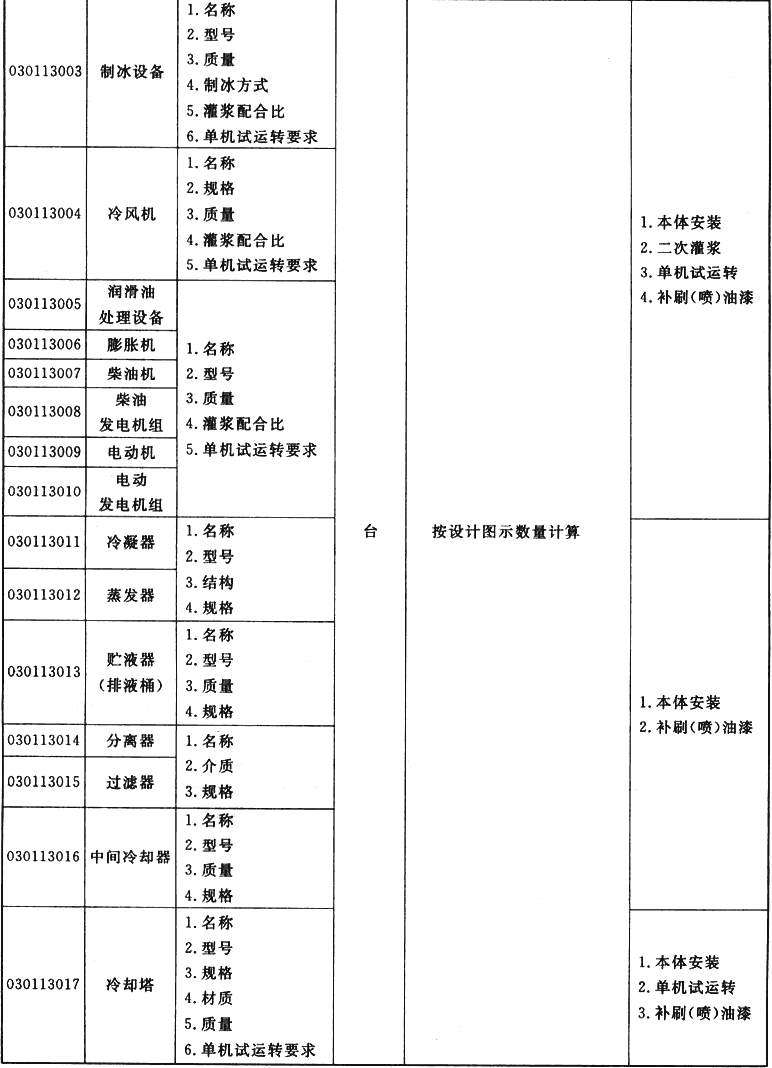 030113003
制冰设备
1.名称
2.型号
3.质量
4.制冰方式
5.灌浆配合比
6.单机试运转要求
030113004
冷风机
1.名称
2.规格
3.质量
4.灌浆配合比
5.单机试运转要求
030113005
润滑油
处理设备
030113006
膨胀机
030113007
柴油机
030113008
柴油
发电机组
030113009
电动机
030113010
电动
发电机组
1.名称
2.型号
3.质量
4.灌浆配合比
5.单机试运转要求
1.本体安装
2.二次灌浆
3.单机试运转
4.补刷(喷)油漆
030113011
冷凝器
030113012
蒸发器
1.名称
2.型号
3.结构
4.规格
台
按设计图示数量计算
030113013
贮液器
(排液桶)
1.名称
2.型号
3.质量
4.规格
030113014
分离器
030113015
过滤器
1.名称
2.介质
3.规格
030113016
中间冷却器
1.名称
2.型号
3.质量
4.规格
1.本体安装
2.补刷(喷)油漆
030113017
冷却塔
1.名称
2.型号
3.规格
4.材质
5.质量
6.单机试运转要求
1.本体安装
2.单机试运转
3.补刷(喷)油漆